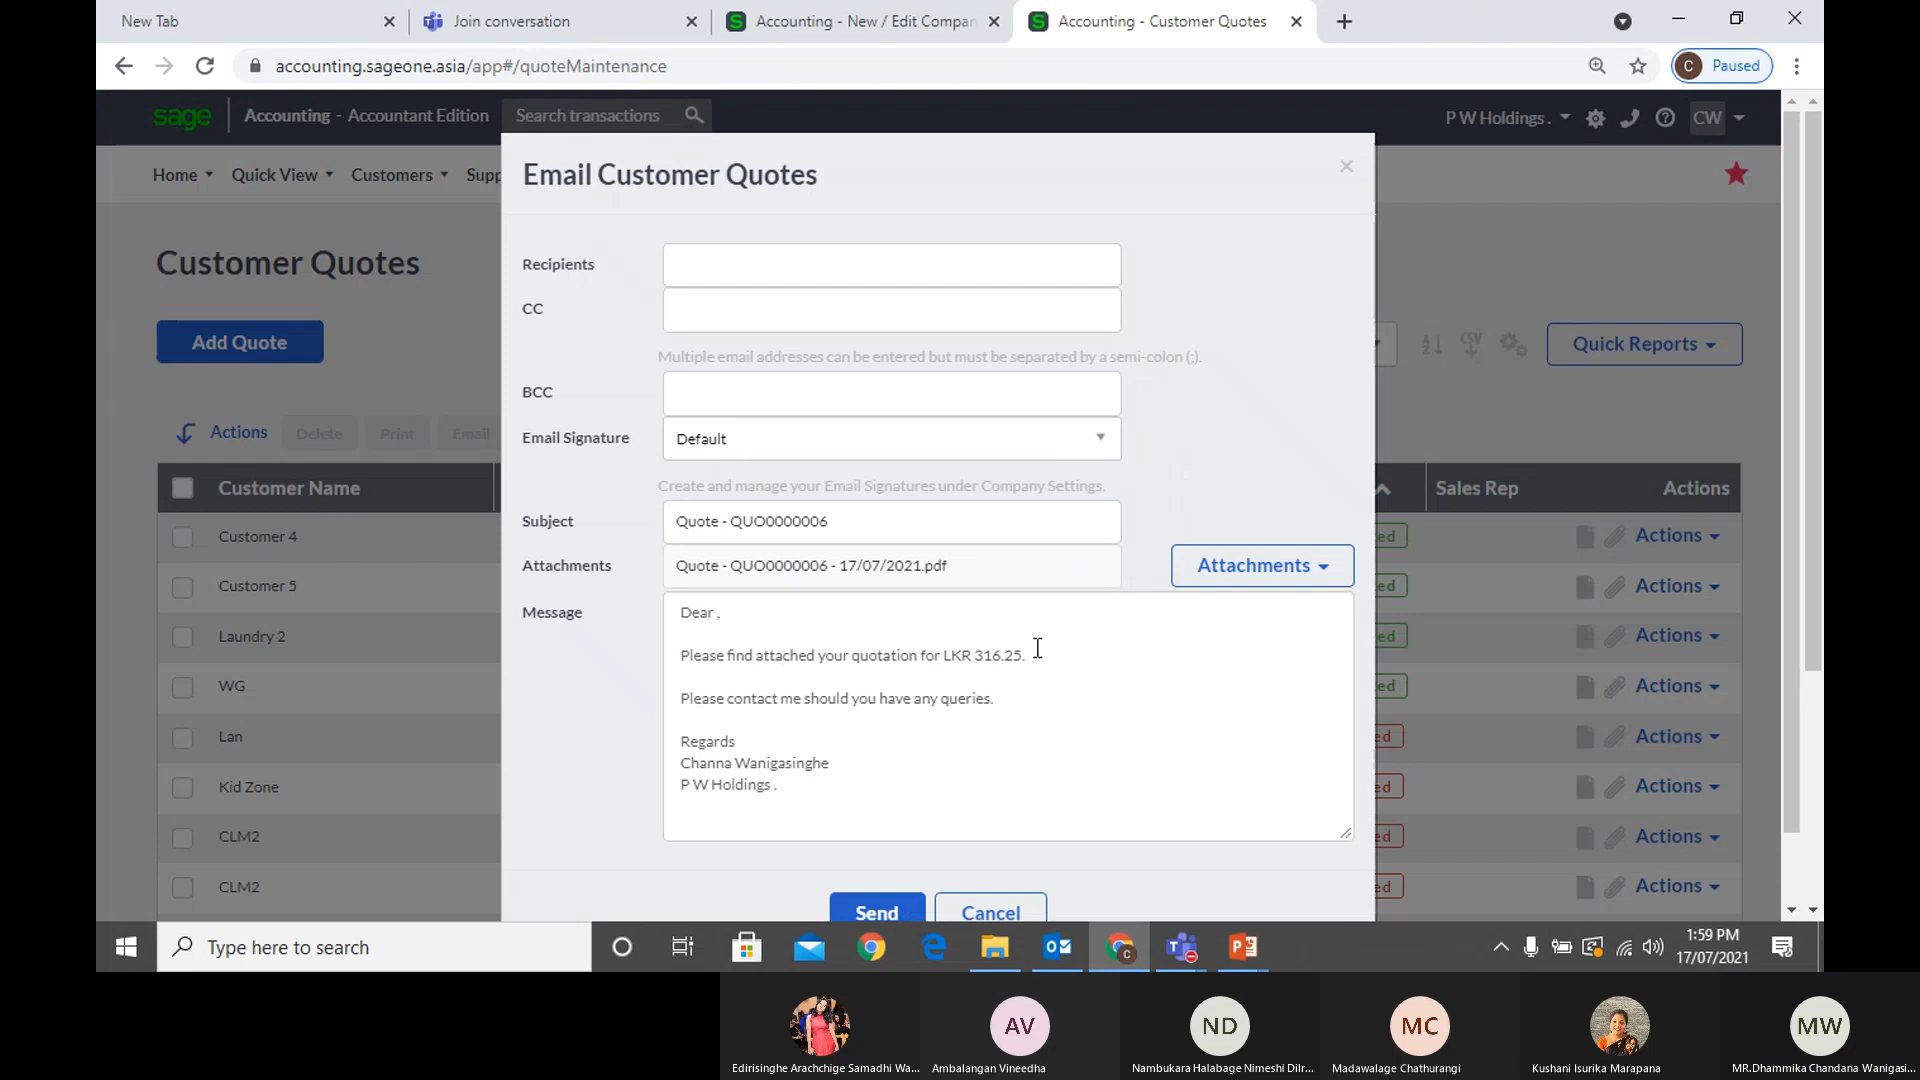 New Tab
Join conversation
Accounting - New / Edit Compan
Accounting - Customer Quotes
accounting.sageone.asia/app#/quoteMaintenance
C Paused
sage Accounting - Accountant Edition
Search transactions
P W Holdings .
CW
Home
Quick View
Customers
Supp
Email Customer Quotes
Customer Quotes
Recipients
CC
Multiple email addresses can be entered but must be separated by a semi-colon (;).
Add Quote
Quick Reports
BCC
Email Signature Default
Actions Delete Print Email
Create and manage your Email Signatures under Company Settings.
Customer Name
Sales Rep Actions
Subject Quote - QUO0000006
Attachments Quote - QUO0000006 - 17/07/2021.pdf
Attachments
Message
Dear ,
Please find attached your quotation for LKR 316.25.
Please contact me should you have any queries.
Regards
Channa Wanigasinghe
P W Holdings .
Customer 4 ed Actions
Customer 5 ed Actions
Laundry 2 ed Actions
WG ed Actions
Lan ed Actions
Kid Zone ed Actions
CLM2 ed Actions
CLM2 ed Actions
Send
Cancel
Type here to search
1:59 PM
17/07/2021
AV
ND
MC
MW
Edirisinghe Arachchige Samadhi Wa...
Ambalangan Vineedha
Nambukara Halabage Nimeshi Dilr...
Madawalage Chathurangi
Kushani Isurika Marapana
MR.Dhammika Chandana Wanigasi...